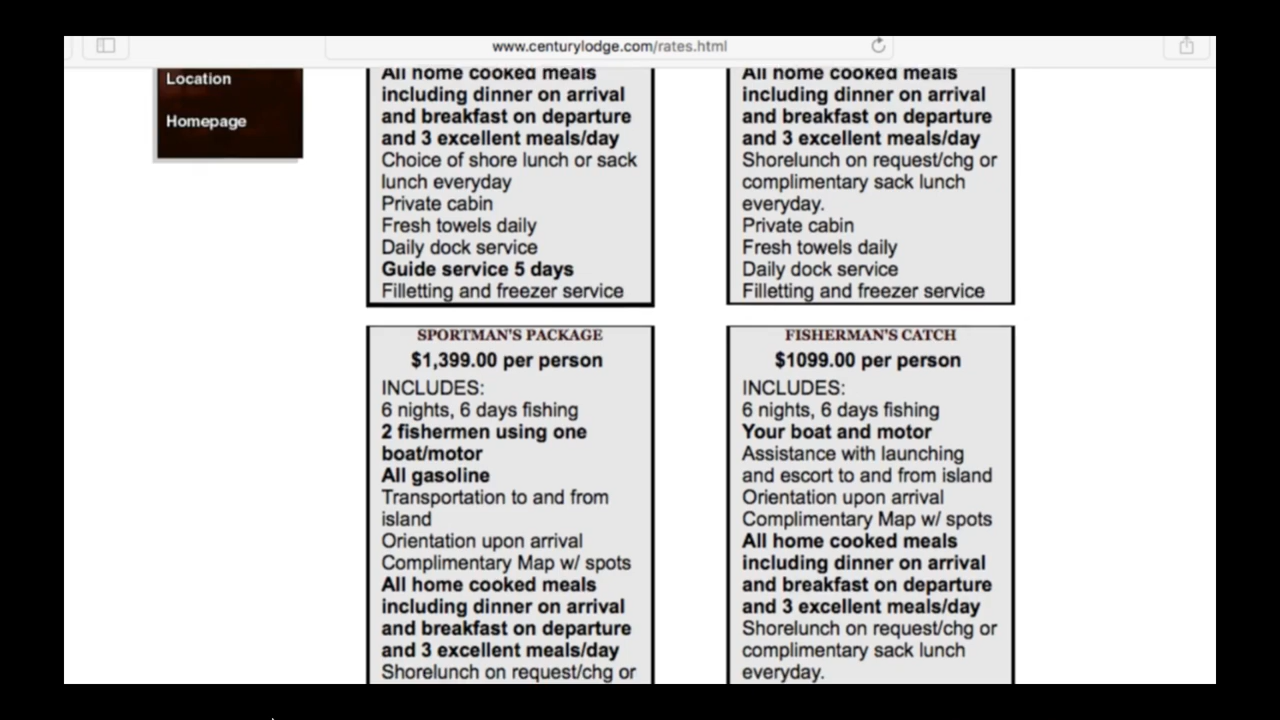 www.centurylodge.com/rates.html
Location
Homepage
All home cooked meals
including dinner on arrival
and breakfast on departure
and 3 excellent meals/day
Choice of shore lunch or sack
lunch everyday
Private cabin
Fresh towels daily
Daily dock service
Guide service 5 days
Filletting and freezer service
All home cooked meals
including dinner on arrival
and breakfast on departure
and 3 excellent meals/day
Shorelunch on request/chg or
complimentary sack lunch
everyday.
Private cabin
Fresh towels daily
Daily dock service
Filletting and freezer service
SPORTMAN'S PACKAGE
$1,399.00 per person
INCLUDES:
6 nights, 6 days fishing
2 fishermen using one
boat/motor
All gasoline
Transportation to and from
island
Orientation upon arrival
Complimentary Map w/ spots
All home cooked meals
including dinner on arrival
and breakfast on departure
and 3 excellent meals/day
Shorelunch on request/chg or
FISHERMAN'S CATCH
$1099.00 per person
INCLUDES:
6 nights, 6 days fishing
Your boat and motor
Assistance with launching
and escort to and from island
Orientation upon arrival
Complimentary Map w/ spots
All home cooked meals
including dinner on arrival
and breakfast on departure
and 3 excellent meals/day
Shorelunch on request/chg or
complimentary sack lunch
everyday.